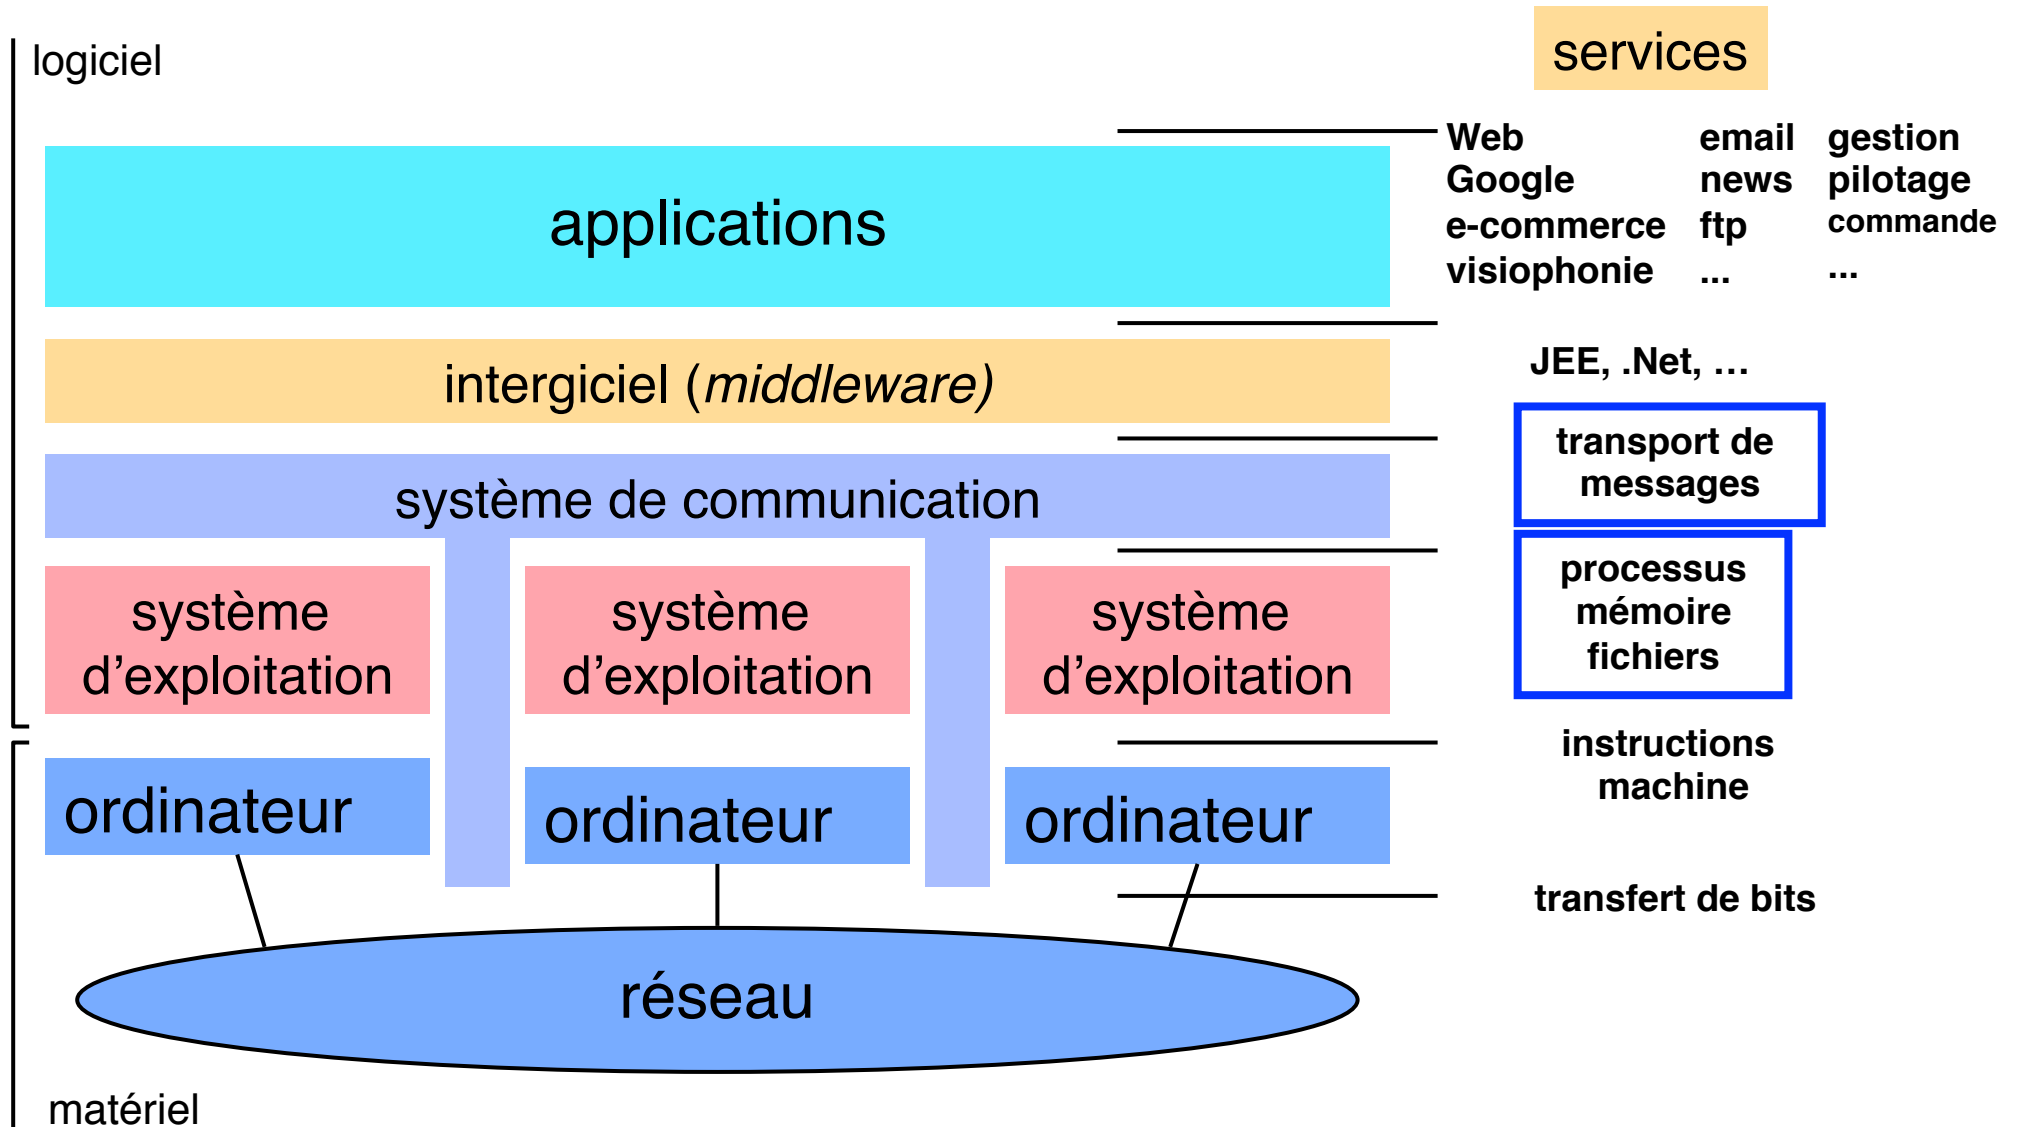 logiciel
services
Web email gestion
Google news pilotage
e-commerce ftp commande
visiophonie ... ...
applications
JEE, .Net, …
intergiciel (middleware)
transport de
messages
système de communication
processus
mémoire
fichiers
système
d’exploitation
système
d’exploitation
système
d’exploitation
instructions
machine
ordinateur
ordinateur
ordinateur
transfert de bits
réseau
matériel